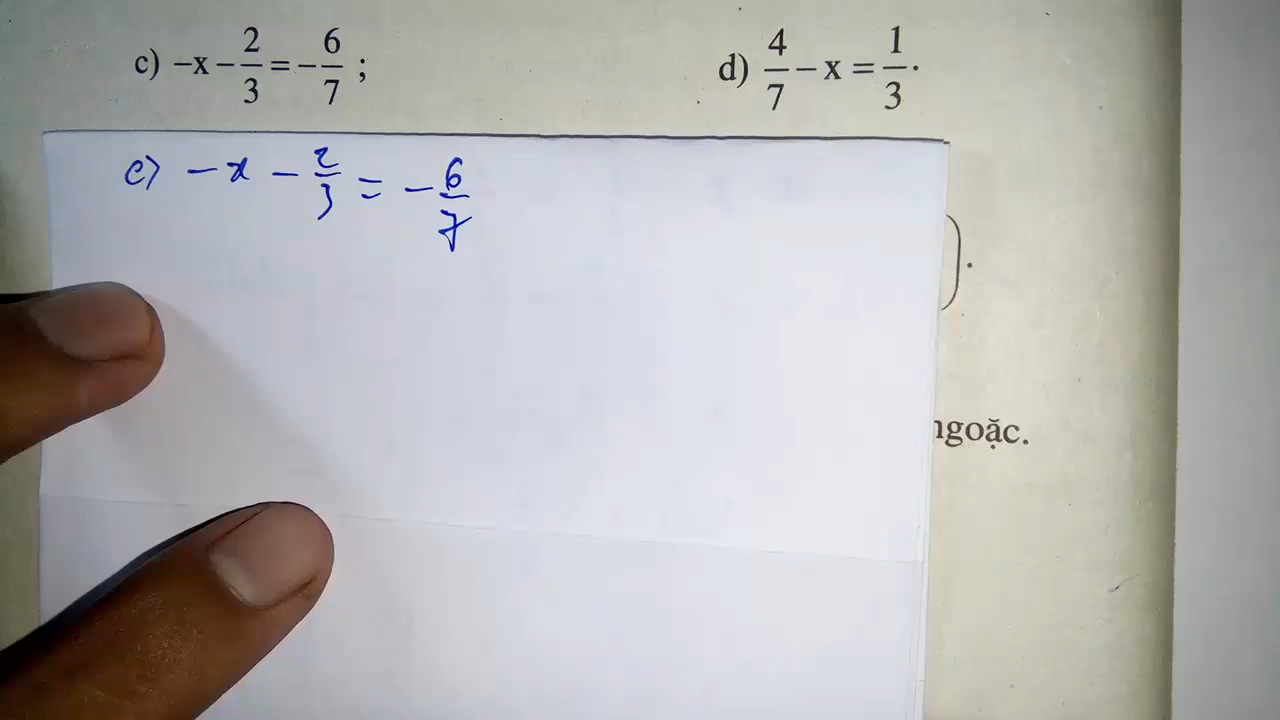 c) -x - 2/3 = -6/7 ; d) 4/7 - x = 1/3.
c) -x - 2/3 = -6/7
).
ngoặc.